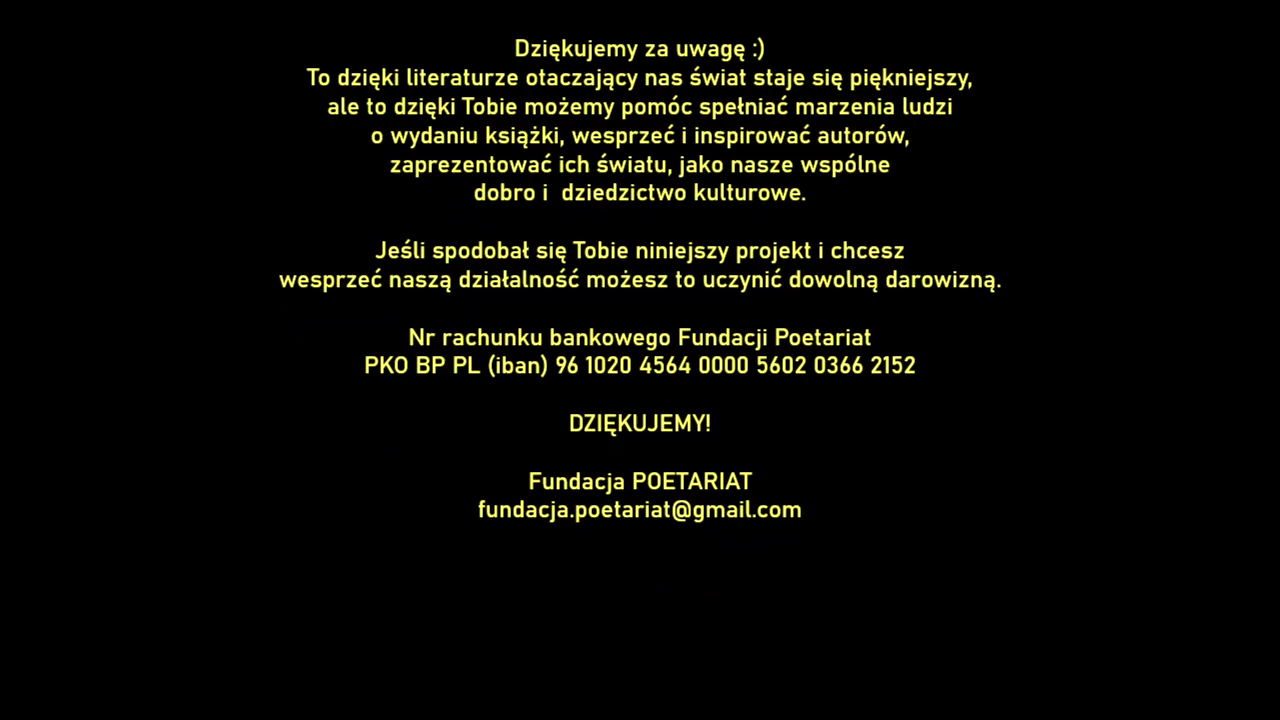 Dziękujemy za uwagę :)
To dzięki literaturze otaczający nas świat staje się piękniejszy,
ale to dzięki Tobie możemy pomóc spełniać marzenia ludzi
o wydaniu książki, wesprzeć i inspirować autorów,
zaprezentować ich światu, jako nasze wspólne
dobro i  dziedzictwo kulturowe.
Jeśli spodobał się Tobie niniejszy projekt i chcesz
wesprzeć naszą działalność możesz to uczynić dowolną darowizną.
Nr rachunku bankowego Fundacji Poetariat
PKO BP PL (iban) 96 1020 4564 0000 5602 0366 2152
DZIĘKUJEMY!
Fundacja POETARIAT
fundacja.poetariat@gmail.com